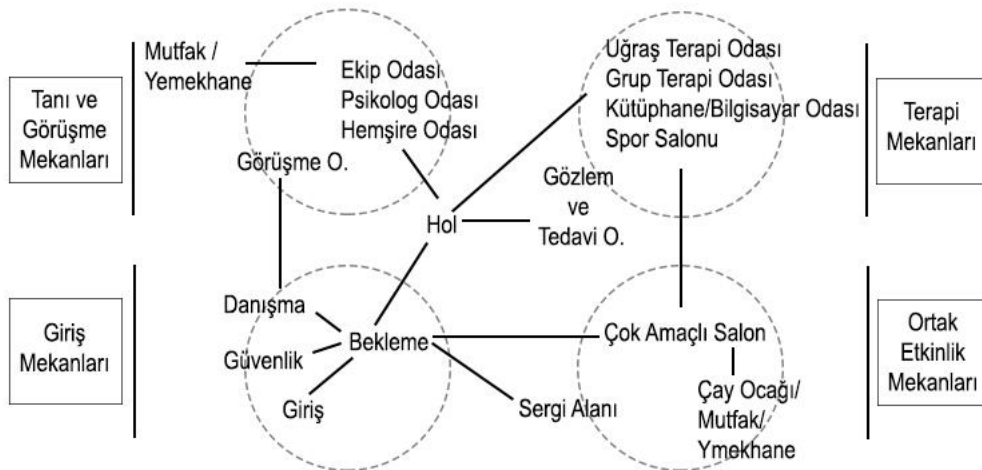 Mutfak /
Yemekhane
Tanı ve
Görüşme
Mekanları
Ekip Odası
Psikolog Odası
Hemşire Odası
Görüşme O.
Uğraş Terapi Odası
Grup Terapi Odası
Kütüphane/Bilgisayar Odası
Spor Salonu
Terapi
Mekanları
Hol
Gözlem
ve
Tedavi O.
Giriş
Mekanları
Danışma
Güvenlik
Giriş
Bekleme
Sergi Alanı
Çok Amaçlı Salon
Çay Ocağı/
Mutfak/
Ymekhane
Ortak
Etkinlik
Mekanları